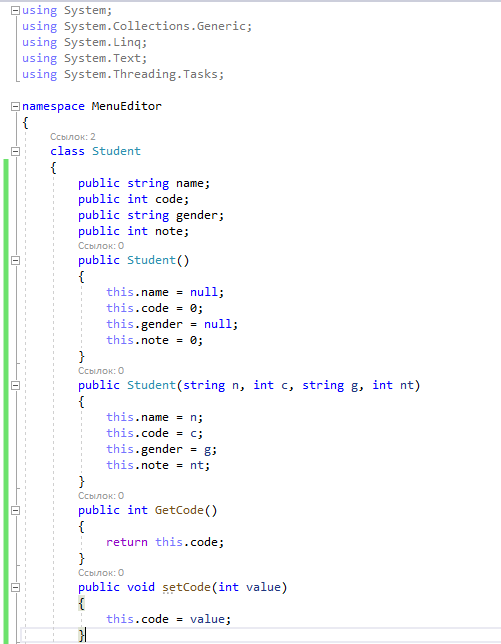 using System;
using System.Collections.Generic;
using System.Linq;
using System.Text;
using System.Threading.Tasks;
namespace MenuEditor
{
Ссылок: 2
class Student
{
public string name;
public int code;
public string gender;
public int note;
Ссылок: 0
public Student()
{
this.name = null;
this.code = 0;
this.gender = null;
this.note = 0;
}
Ссылок: 0
public Student(string n, int c, string g, int nt)
{
this.name = n;
this.code = c;
this.gender = g;
this.note = nt;
}
Ссылок: 0
public int GetCode()
{
return this.code;
}
Ссылок: 0
public void setCode(int value)
{
this.code = value;
}